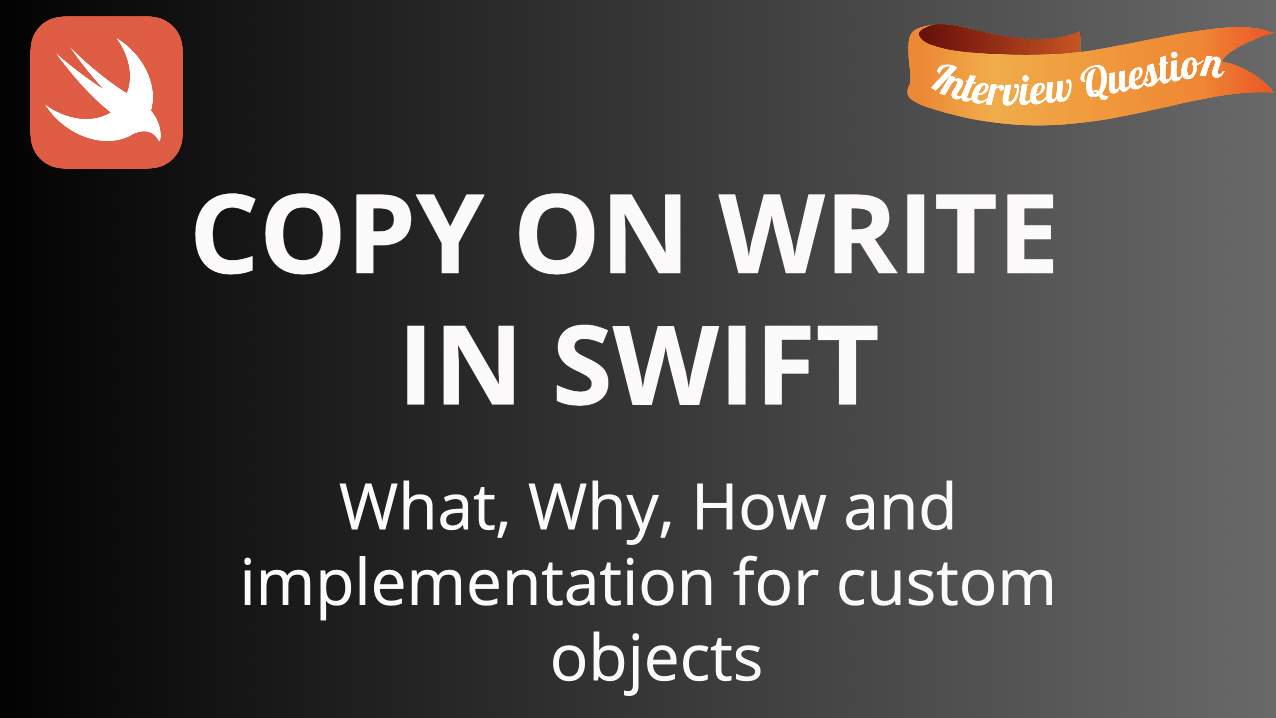 Interview Question
COPY ON WRITE
IN SWIFT
What, Why, How and
implementation for custom
objects